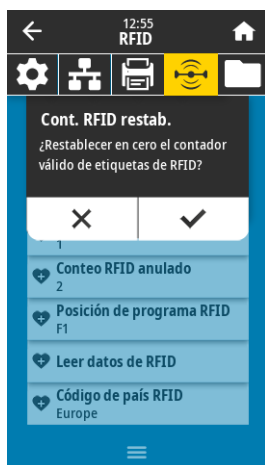 12:55
RFID
Cont. RFID restab.
¿Restablecer en cero el contador
válido de etiquetas de RFID?
1
Conteo RFID anulado
2
Posición de programa RFID
F1
Leer datos de RFID
Código de país RFID
Europe